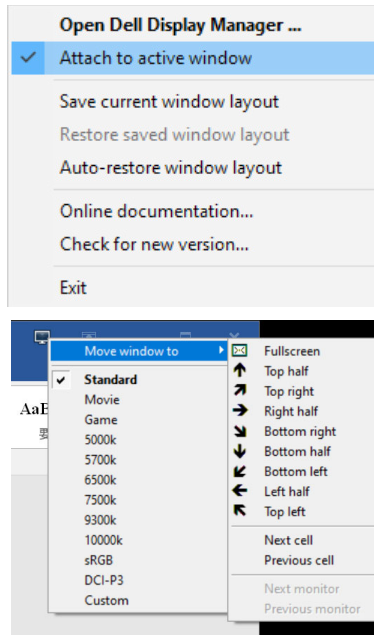 Open Dell Display Manager ...
Attach to active window
Save current window layout
Restore saved window layout
Auto-restore window layout
Online documentation...
Check for new version...
Exit
Move window to
Standard
Movie
Game
5000k
5700k
6500k
7500k
9300k
10000k
sRGB
DCI-P3
Custom
Fullscreen
Top half
Top right
Right half
Bottom right
Bottom half
Bottom left
Left half
Top left
Next cell
Previous cell
Next monitor
Previous monitor
AaB
要